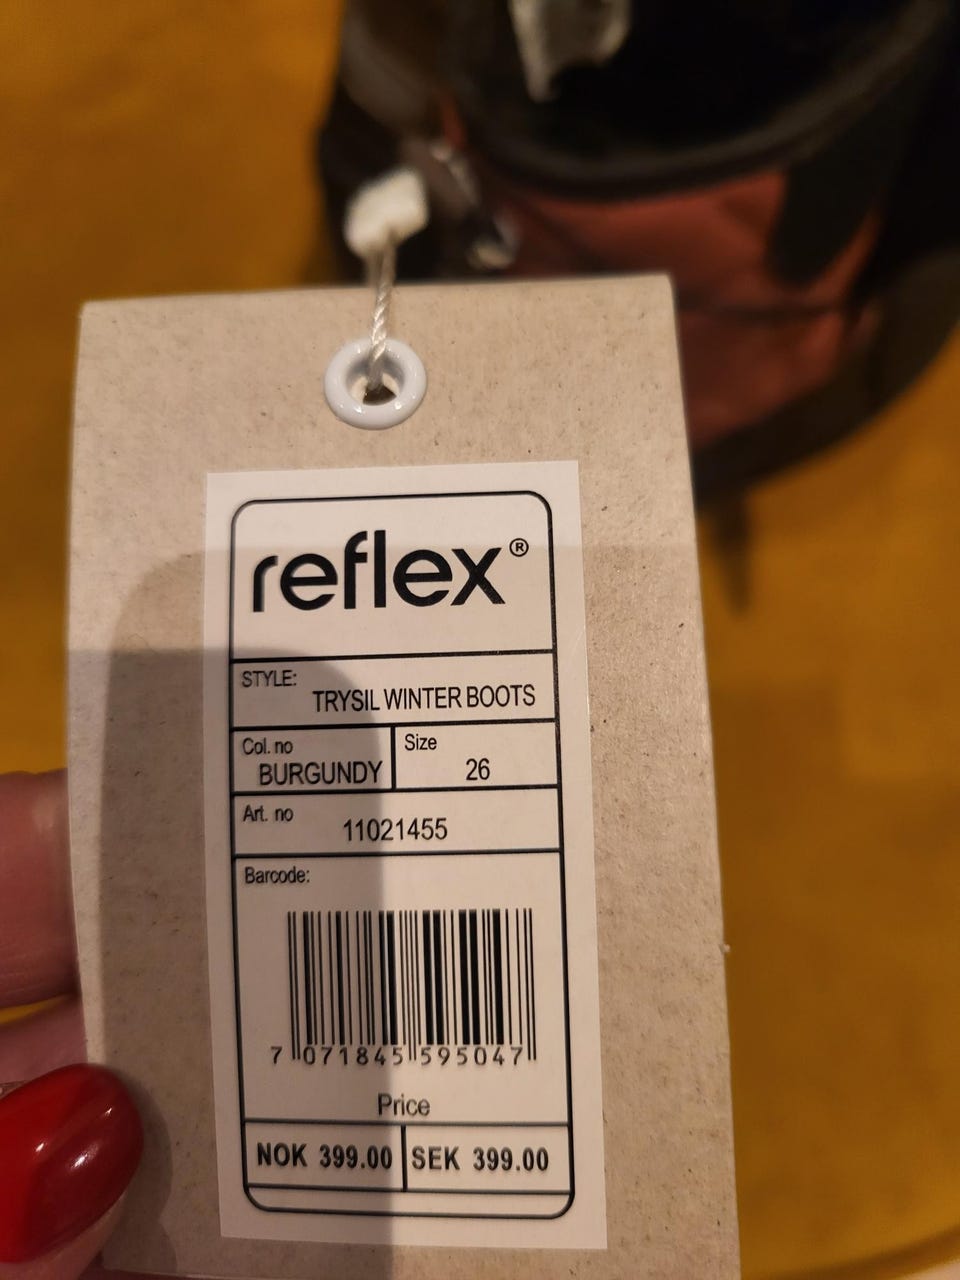 reflex®
STYLE:
TRYSIL WINTER BOOTS
Col. no
BURGUNDY
Size
26
Art. no
11021455
Barcode:
7 071845 595047
Price
NOK 399.00
SEK 399.00